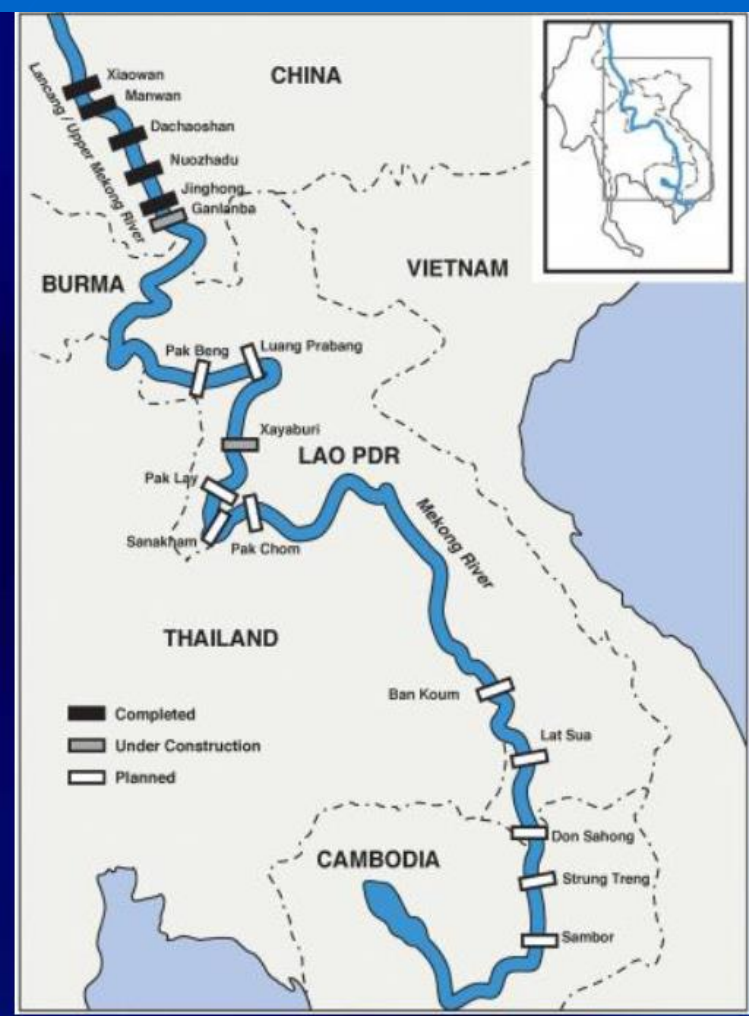 CHINA
Xiaowan
Manwan
Dachaoshan
Nuozhadu
Jinghong
Ganlanba
Lancang / Upper Mekong River
BURMA
VIETNAM
Pak Beng
Luang Prabang
Xayaburi
LAO PDR
Pak Lay
Sanakham
Pak Chom
Mekong River
THAILAND
Ban Koum
Completed
Under Construction
Planned
Lat Sua
Don Sahong
CAMBODIA
Strung Treng
Sambor